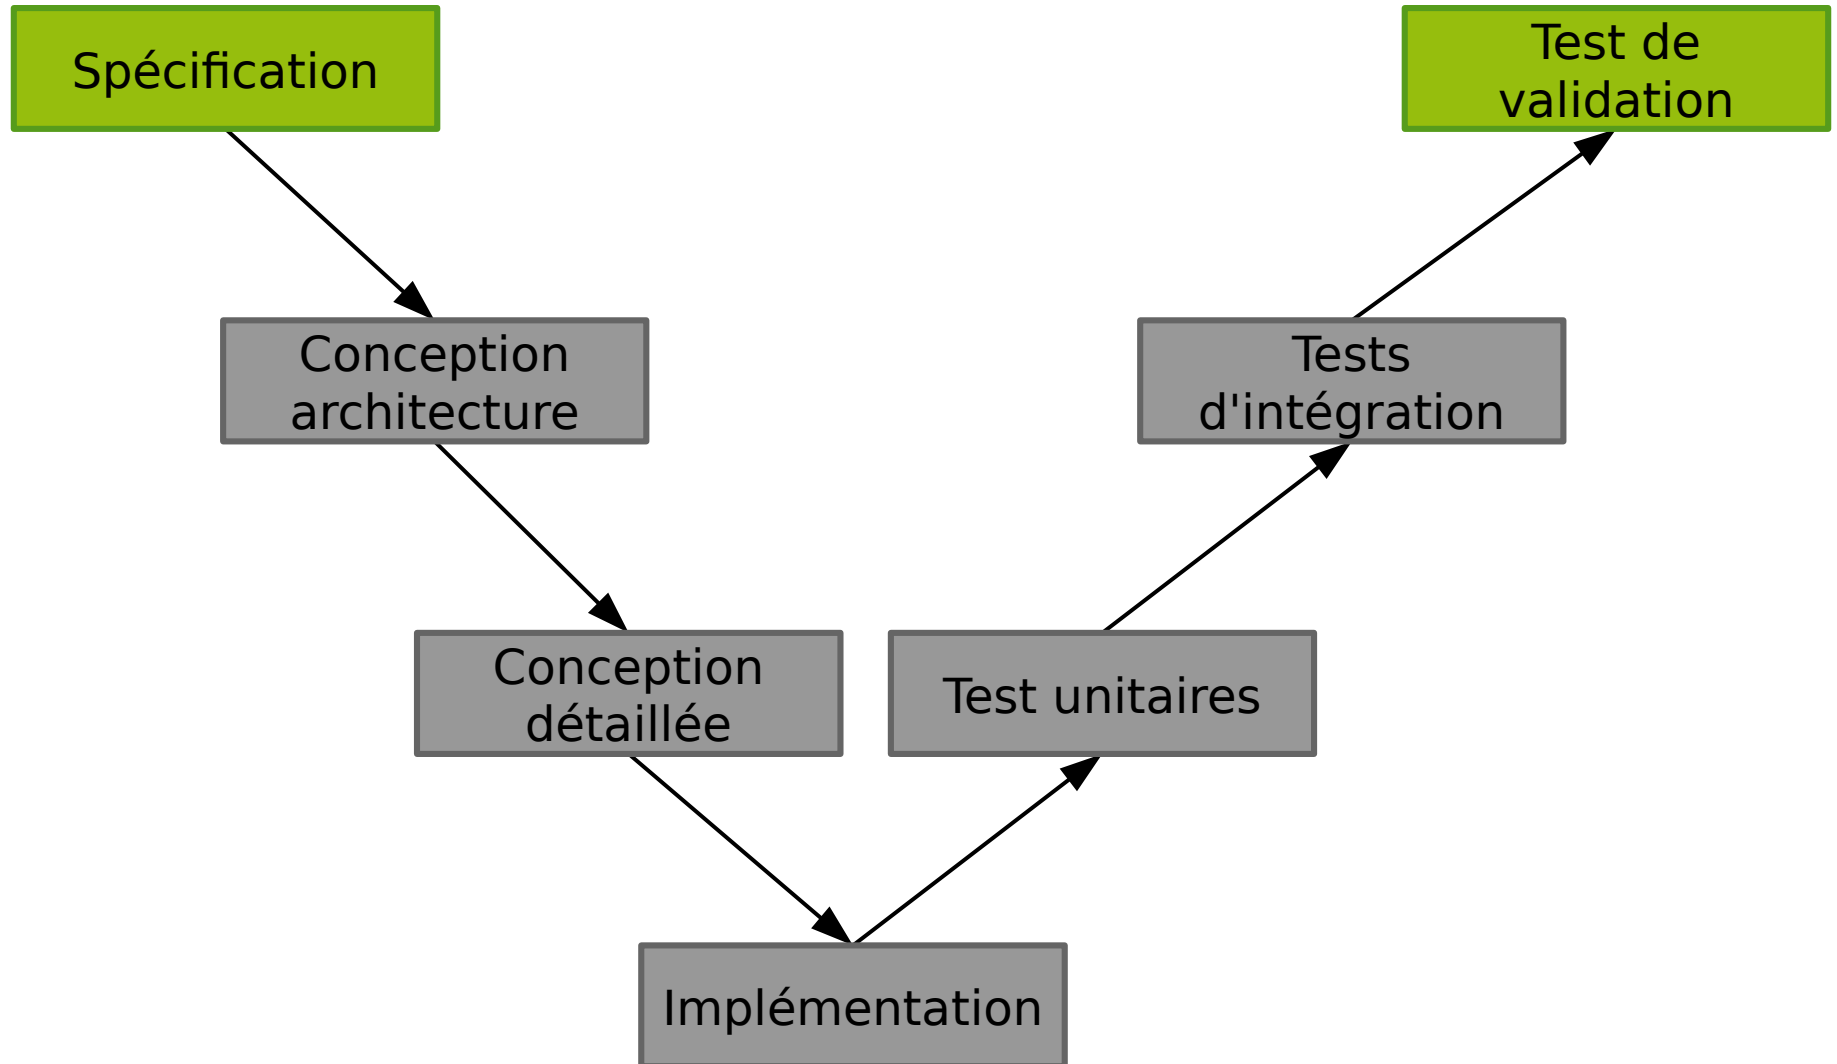 Spécification
Test de
validation
Conception
architecture
Tests
d'intégration
Conception
détaillée
Test unitaires
Implémentation